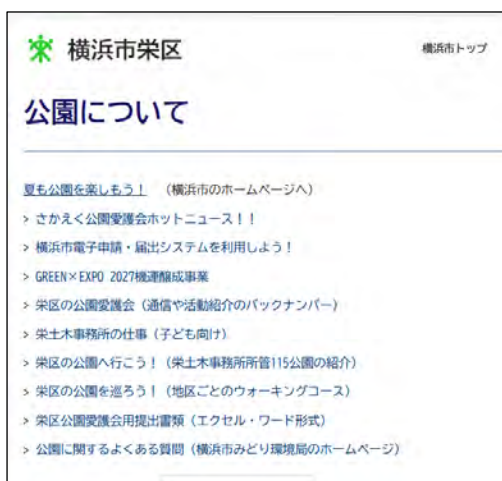 横浜市栄区
横浜市トップ
公園について
夏も公園を楽しもう！ （横浜市のホームページへ）
> さかえく公園愛護会ホットニュース！！
> 横浜市電子申請・届出システムを利用しよう！
> GREEN×EXPO 2027機運醸成事業
> 栄区の公園愛護会（通信や活動紹介のバックナンバー）
> 栄土木事務所の仕事（子ども向け）
> 栄区の公園へ行こう！（栄土木事務所所管115公園の紹介）
> 栄区の公園を巡ろう！（地区ごとのウォーキングコース）
> 栄区公園愛護会用提出書類（エクセル・ワード形式）
> 公園に関するよくある質問（横浜市みどり環境局のホームページ）